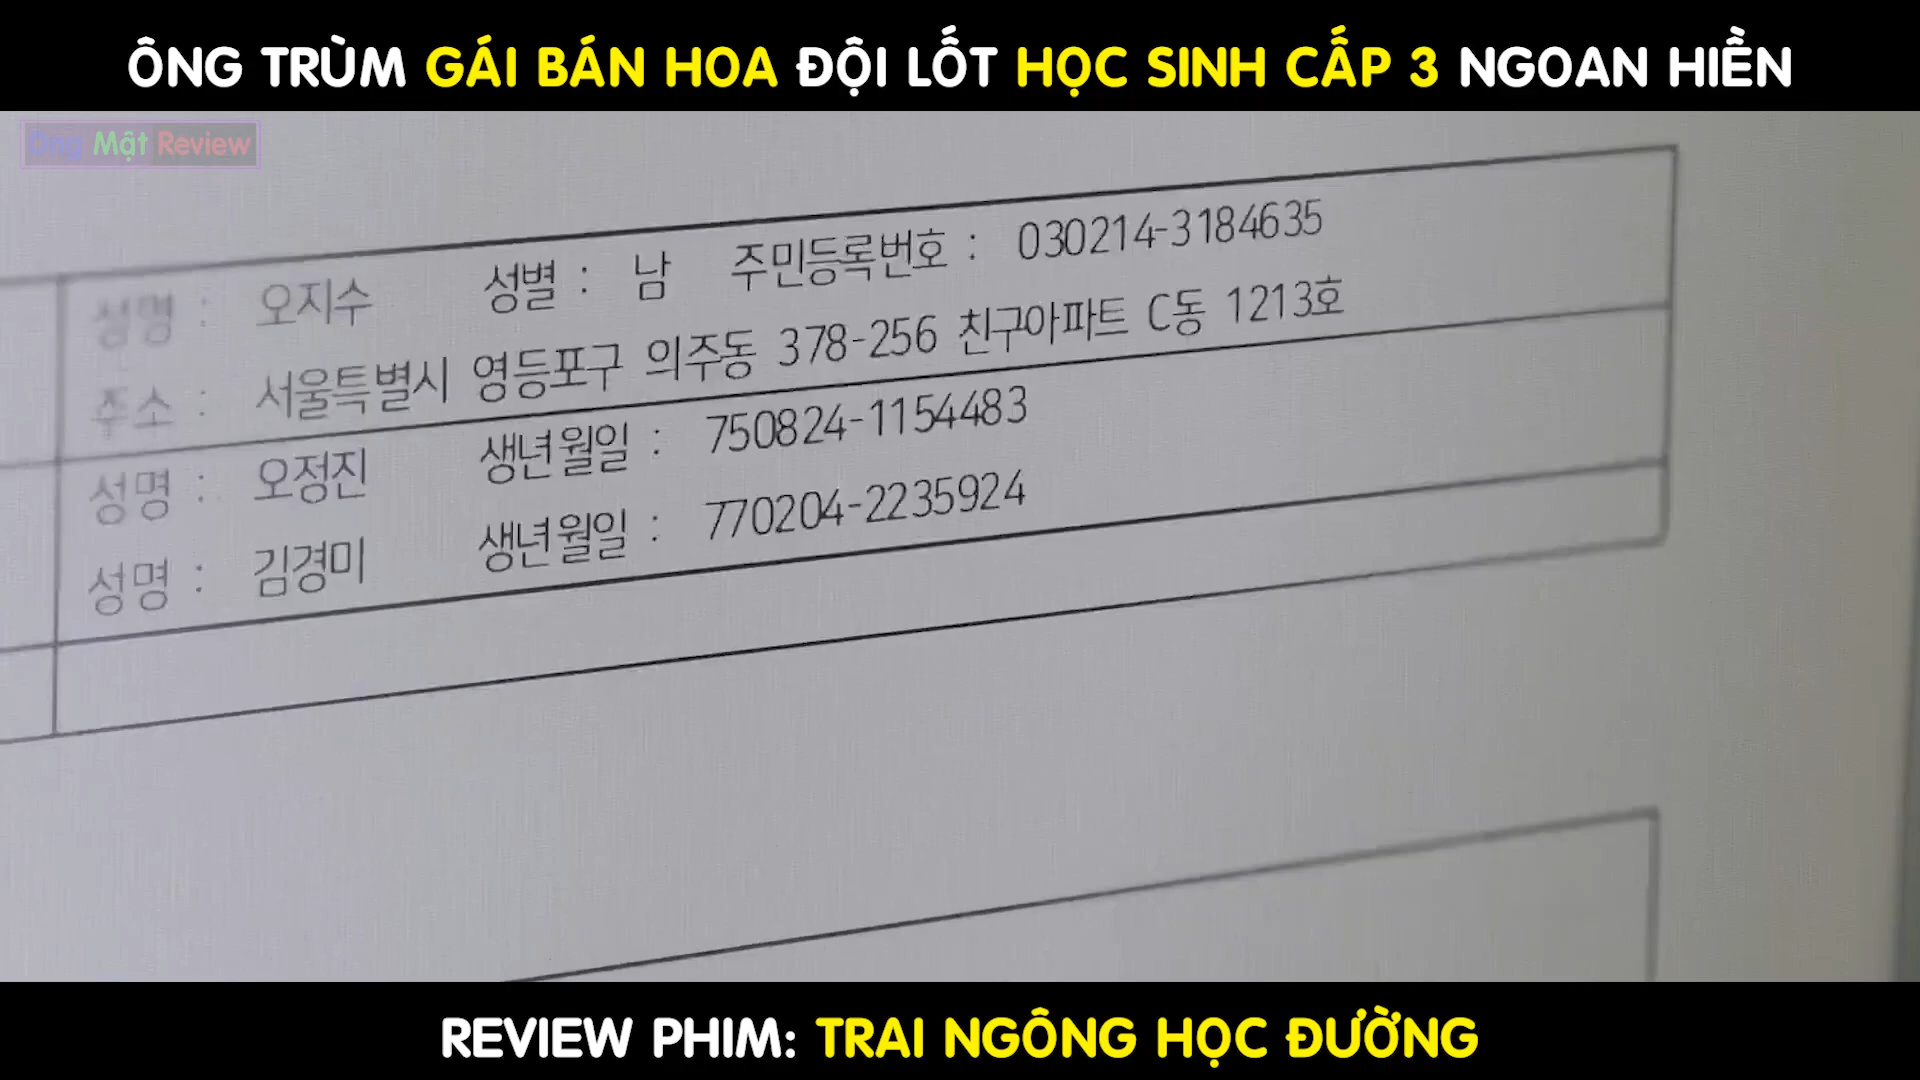 ÔNG TRÙM GÁI BÁN HOA ĐỘI LỐT HỌC SINH CẤP 3 NGOAN HIỀN
Ong Mật Review
성명 : 오지수 성별 : 남 주민등록번호 : 030214-3184635
주소 : 서울특별시 영등포구 의주동 378-256 친구아파트 C동 1213호
성명 : 오정진 생년월일 : 750824-1154483
성명 : 김경미 생년월일 : 770204-2235924
REVIEW PHIM: TRAI NGÔNG HỌC ĐƯỜNG